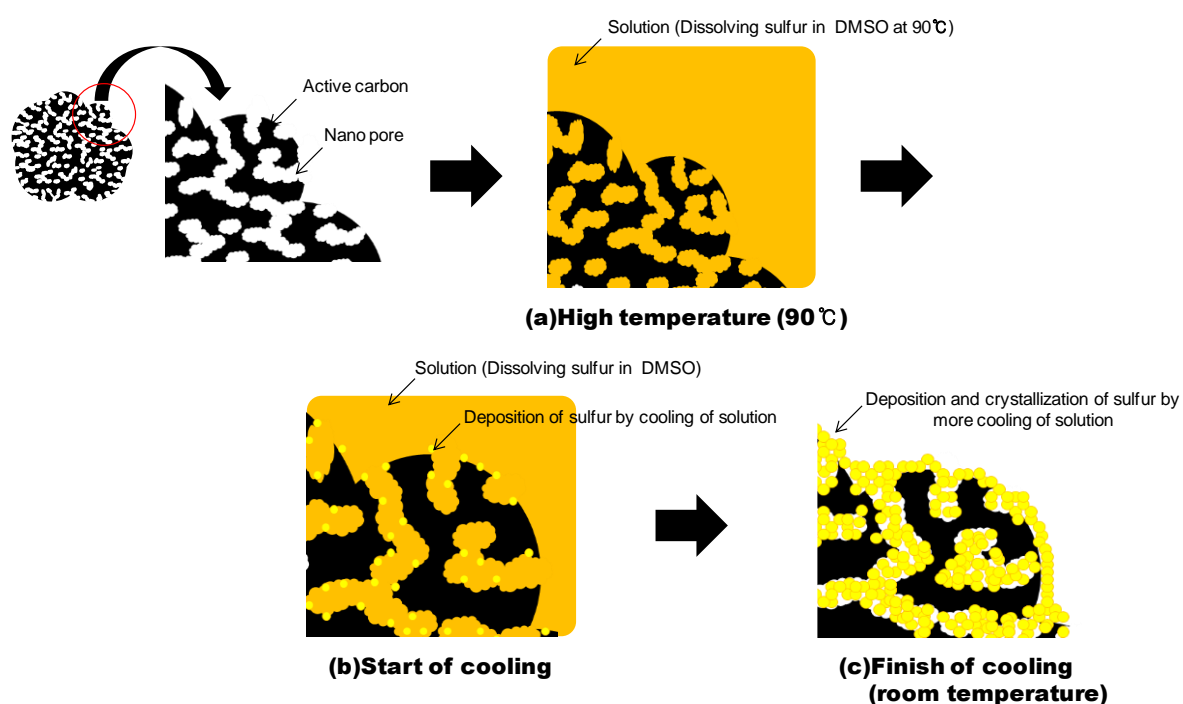 Solution (Dissolving sulfur in DMSO at 90℃)
Active carbon
Nano pore
(a)High temperature (90℃)
Solution (Dissolving sulfur in DMSO)
Deposition of sulfur by cooling of solution
Deposition and crystallization of sulfur by
more cooling of solution
(b)Start of cooling
(c)Finish of cooling
(room temperature)